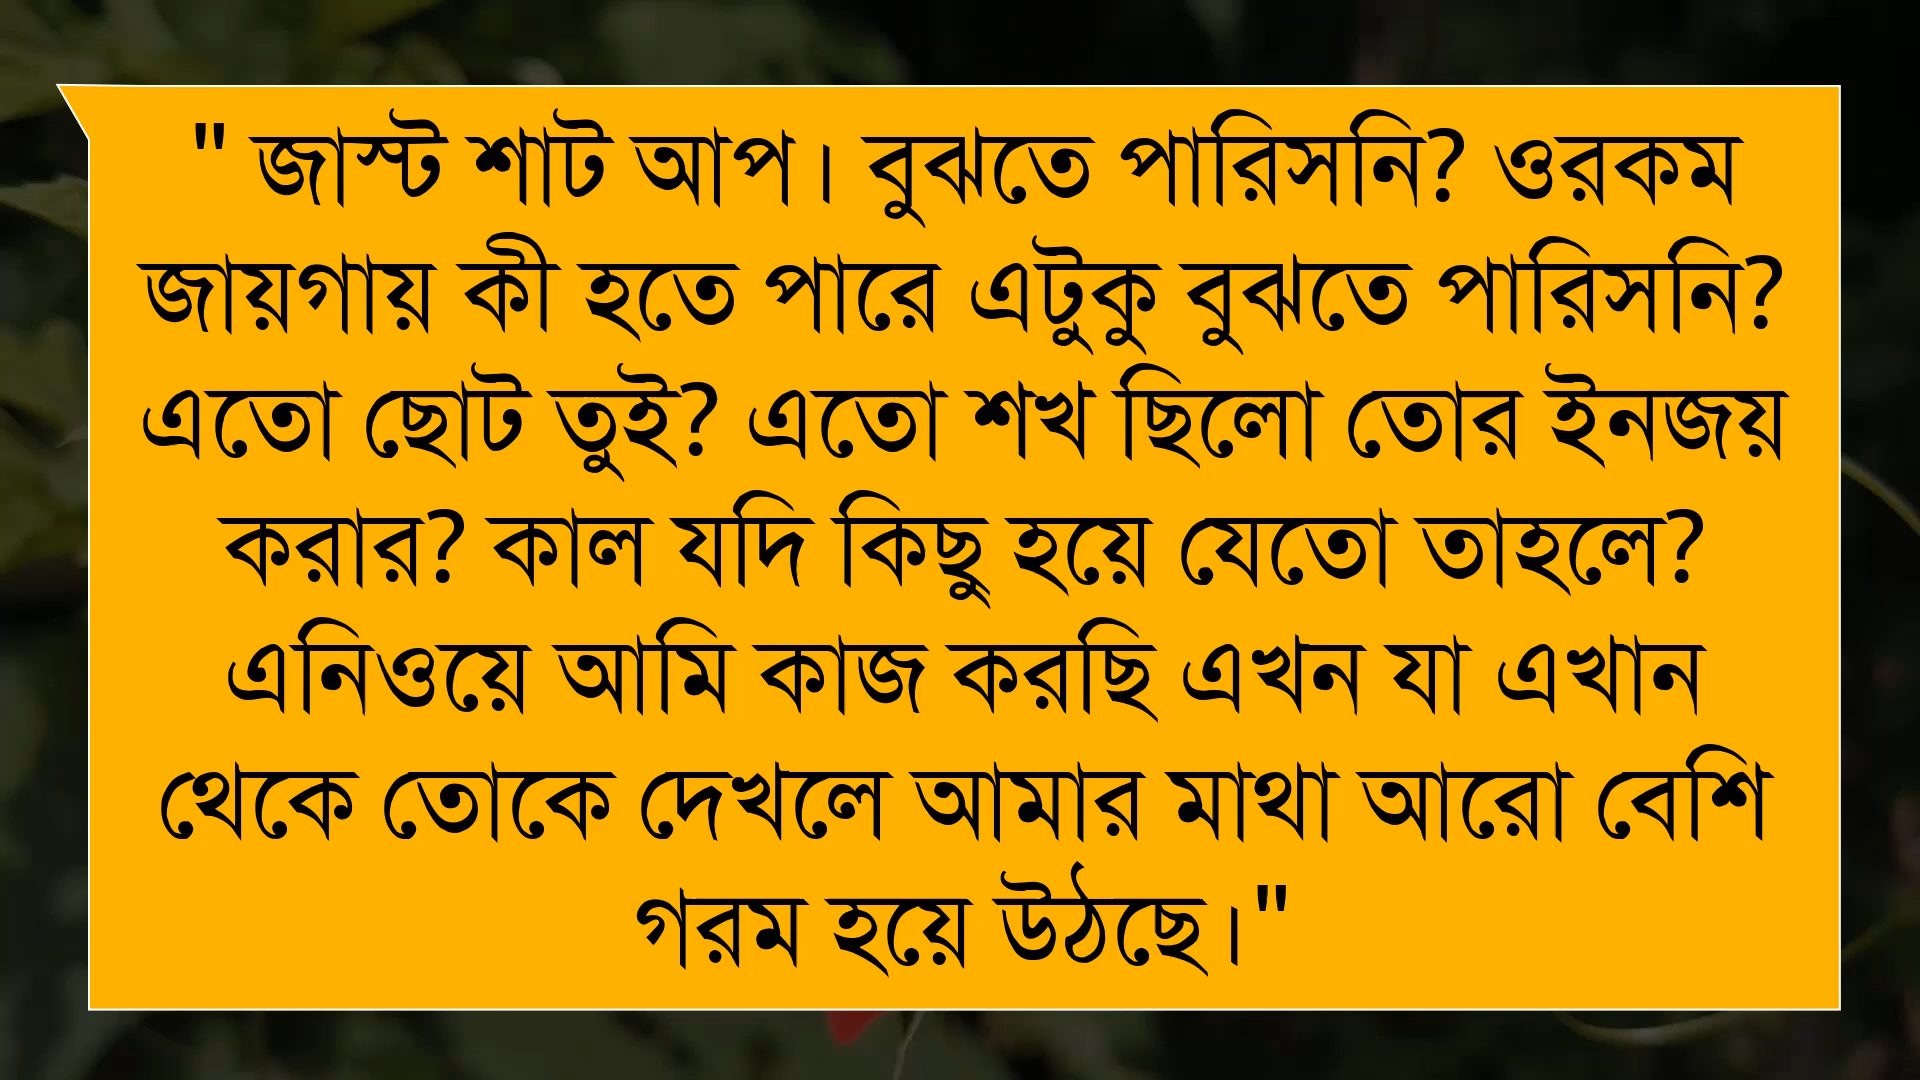 " জাস্ট শাট আপ। বুঝতে পারিসনি? ওরকম
জায়গায় কী হতে পারে এটুকু বুঝতে পারিসনি?
এতো ছোট তুই? এতো শখ ছিলো তোর ইনজয়
করার? কাল যদি কিছু হয়ে যেতো তাহলে?
এনিওয়ে আমি কাজ করছি এখন যা এখান
থেকে তোকে দেখলে আমার মাথা আরো বেশি
গরম হয়ে উঠছে।"